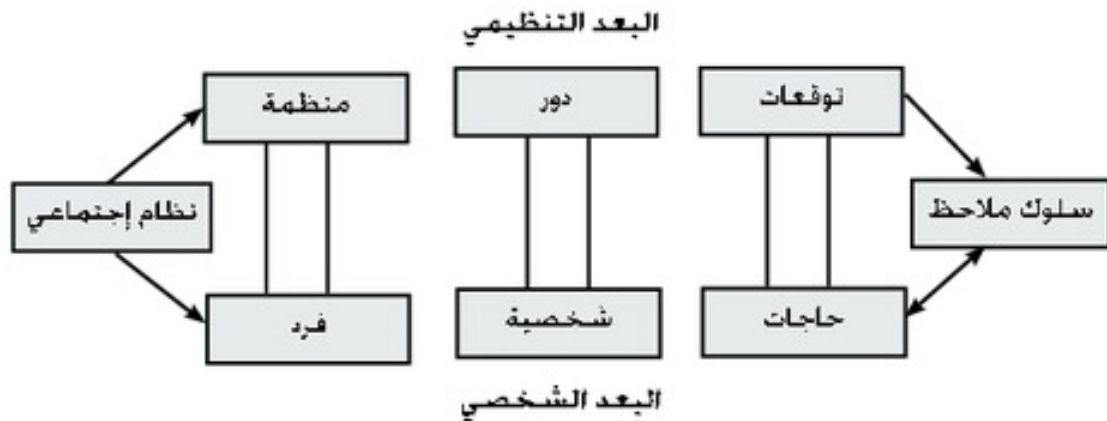 البعد التنظيمي
توقعات
دور
منظمة
سلوك ملاحظ
نظام إجتماعي
حاجات
شخصية
فرد
البعد الشخصي